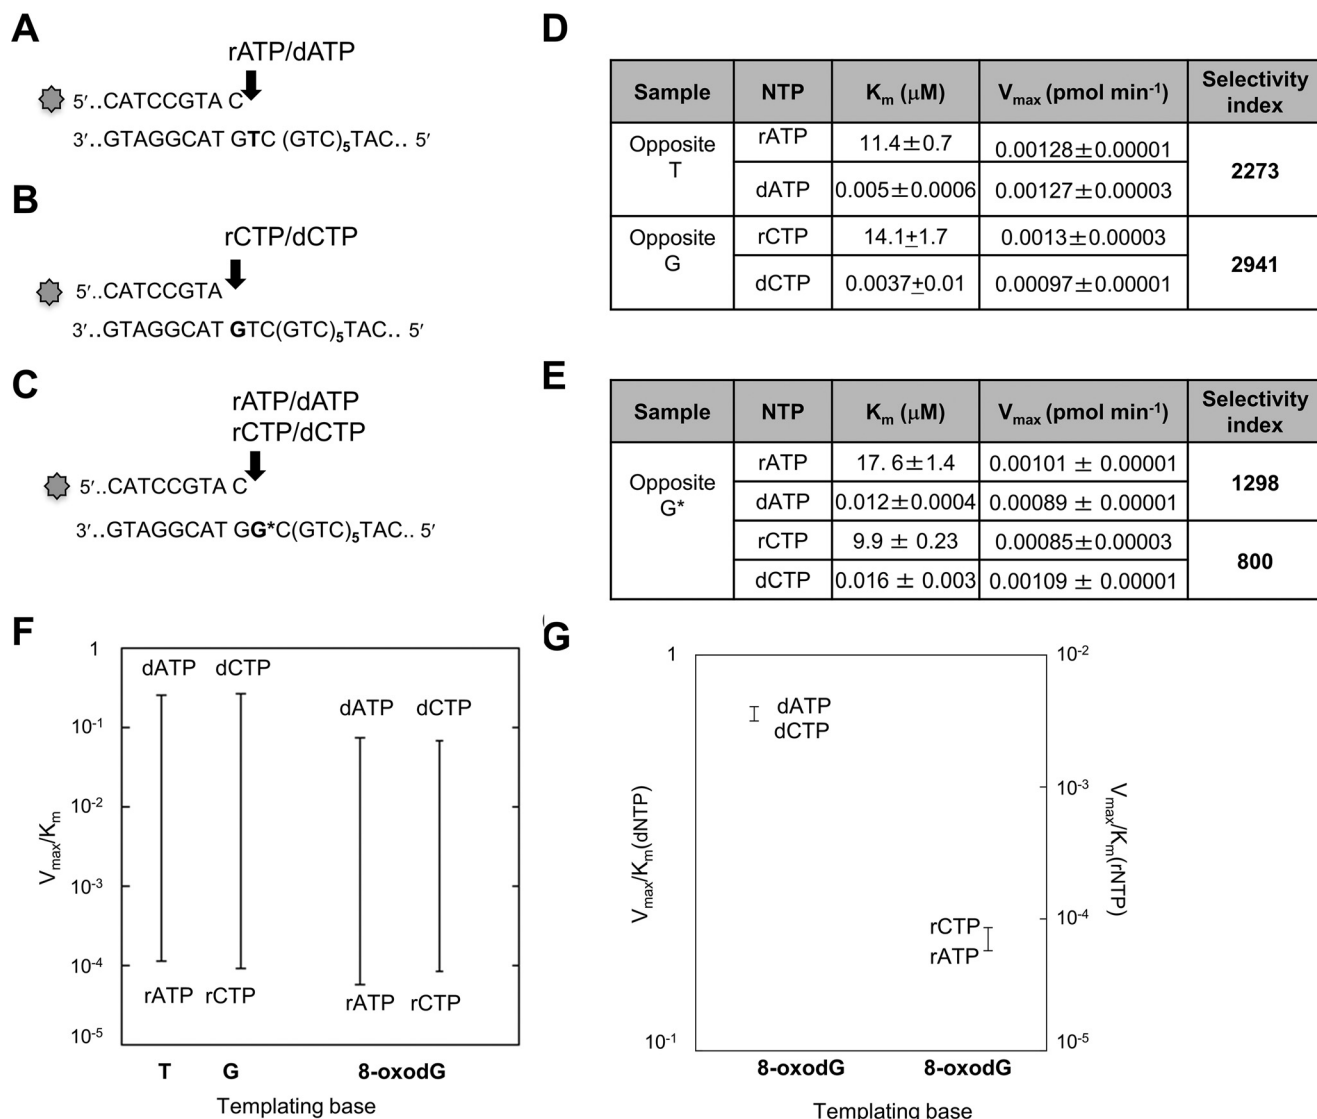 A
rATP/dATP
5′..CATCCGTA C
3′..GTAGGCAT GTC (GTC)5TAC.. 5′
B
rCTP/dCTP
5′..CATCCGTA
3′..GTAGGCAT GTC(GTC)5TAC.. 5′
C
rATP/dATP
rCTP/dCTP
5′..CATCCGTA C
3′..GTAGGCAT GG*C(GTC)5TAC.. 5′
D
Sample NTP Km (μM) Vmax (pmol min-1) Selectivity index
Opposite T rATP 11.4±0.7 0.00128±0.00001 2273
dATP 0.005±0.0006 0.00127±0.00003
Opposite G rCTP 14.1±1.7 0.0013±0.00003 2941
dCTP 0.0037±0.01 0.00097±0.00001
E
Sample NTP Km (μM) Vmax (pmol min-1) Selectivity index
Opposite G* rATP 17. 6±1.4 0.00101 ± 0.00001 1298
dATP 0.012±0.0004 0.00089 ± 0.00001
rCTP 9.9 ± 0.23 0.00085±0.00003 800
dCTP 0.016 ± 0.003 0.00109 ± 0.00001
F
1
10-1
10-2
10-3
10-4
10-5
Vmax/Km
dATP dCTP
dATP dCTP
rATP rCTP rATP rCTP
T G 8-oxodG
Templating base
G
1
10-1
Vmax/Km(dNTP)
dATP
dCTP
rCTP
rATP
10-2
10-3
10-4
10-5
Vmax/Km(rNTP)
8-oxodG 8-oxodG
Templating base